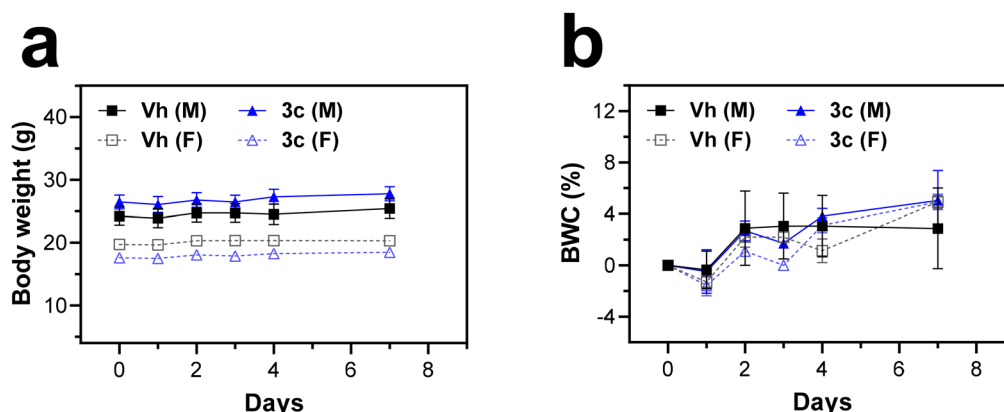 a
Vh (M) 3c (M)
Vh (F) 3c (F)
Body weight (g)
40
30
20
10
0 2 4 6 8
Days
b
Vh (M) 3c (M)
Vh (F) 3c (F)
BWC (%)
12
8
4
0
-4
0 2 4 6 8
Days